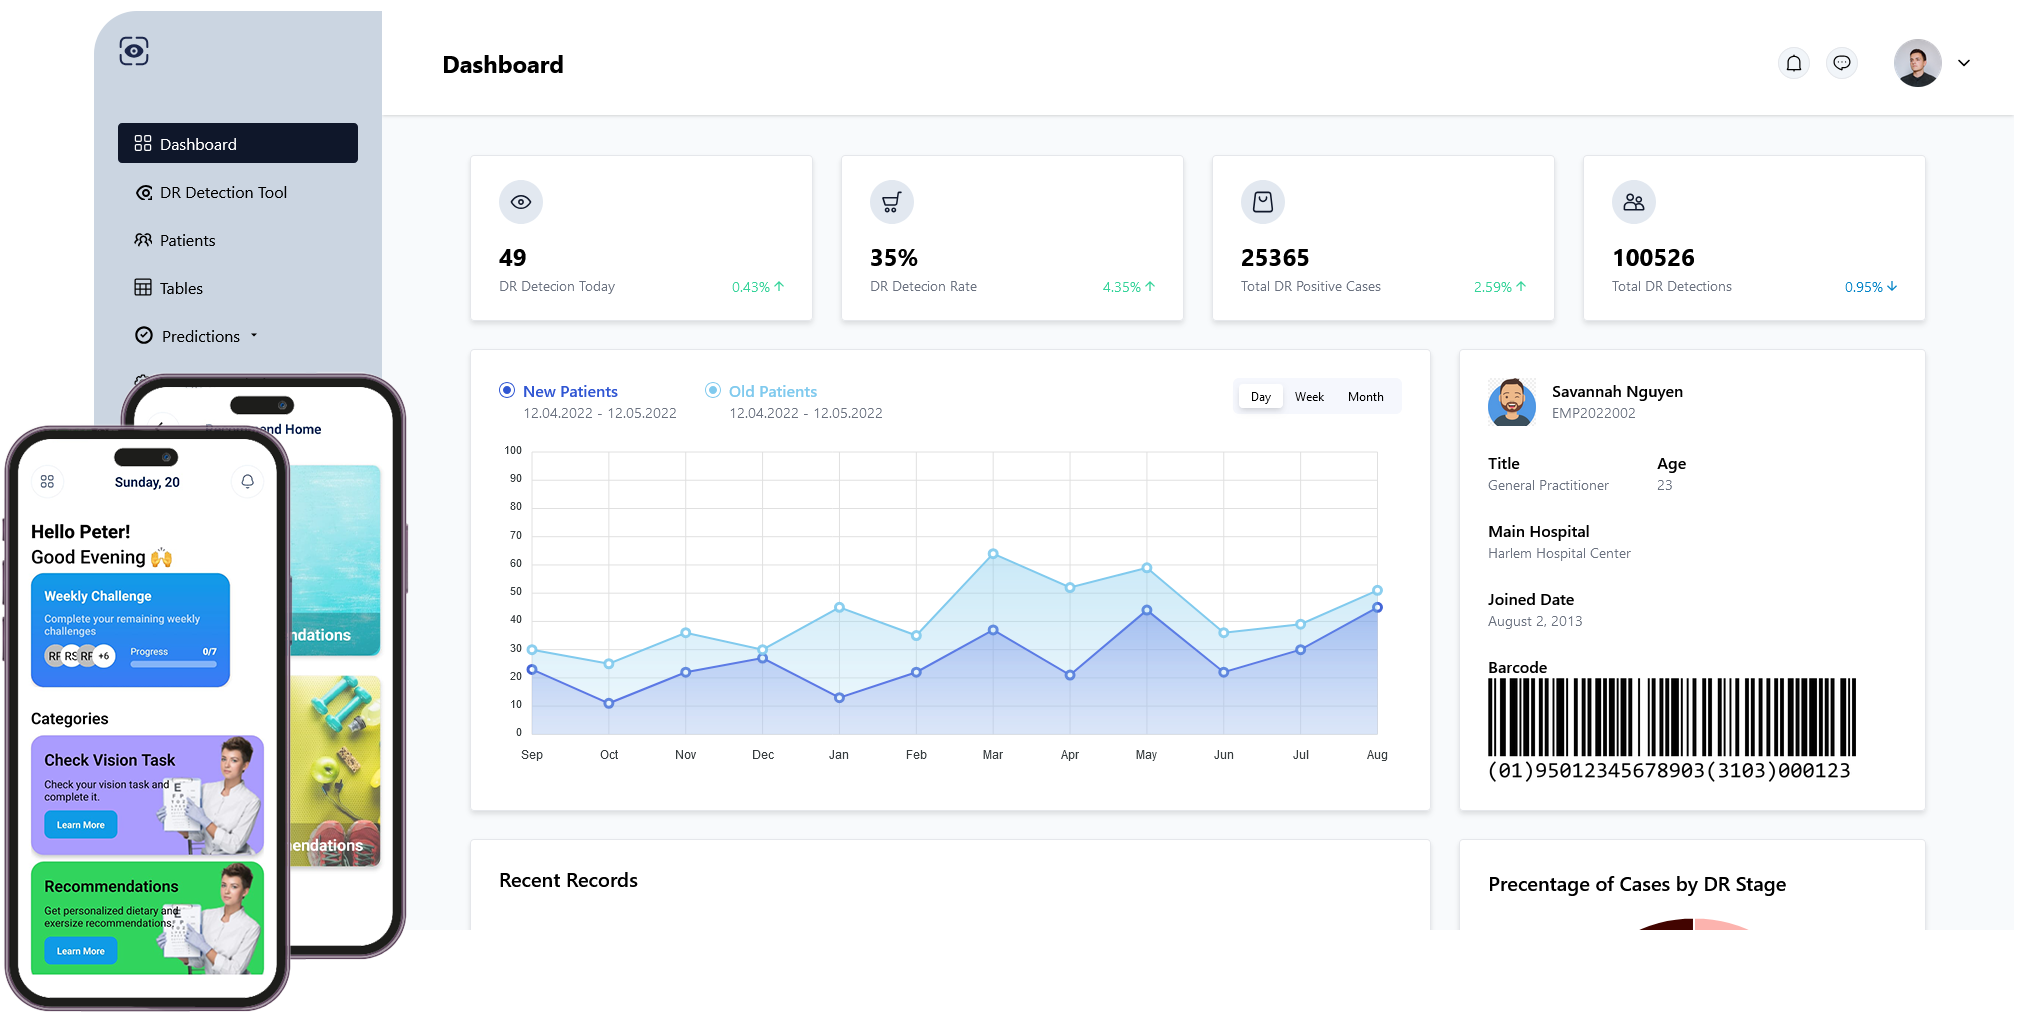 Dashboard
Dashboard
DR Detection Tool
Patients
Tables
Predictions
49
DR Detecion Today
0.43%
35%
DR Detecion Rate
4.35%
25365
Total DR Positive Cases
2.59%
100526
Total DR Detections
0.95%
New Patients
12.04.2022 - 12.05.2022
Old Patients
12.04.2022 - 12.05.2022
Day
Week
Month
100
90
80
70
60
50
40
30
20
10
0
Sep
Oct
Nov
Dec
Jan
Feb
Mar
Apr
May
Jun
Jul
Aug
Savannah Nguyen
EMP2022002
Title
General Practitioner
Age
23
Main Hospital
Harlem Hospital Center
Joined Date
August 2, 2013
Barcode
(01)95012345678903(3103)000123
Recent Records
Precentage of Cases by DR Stage
Home
ndations
endations
Sunday, 20
Hello Peter!
Good Evening 🙌
Weekly Challenge
Complete your remaining weekly
challenges
RF
RS
RF
+6
Progress
0/7
Categories
Check Vision Task
Check your vision task and
complete it.
Learn More
Recommendations
Get personalized dietary and
exersize recommendations.
Learn More